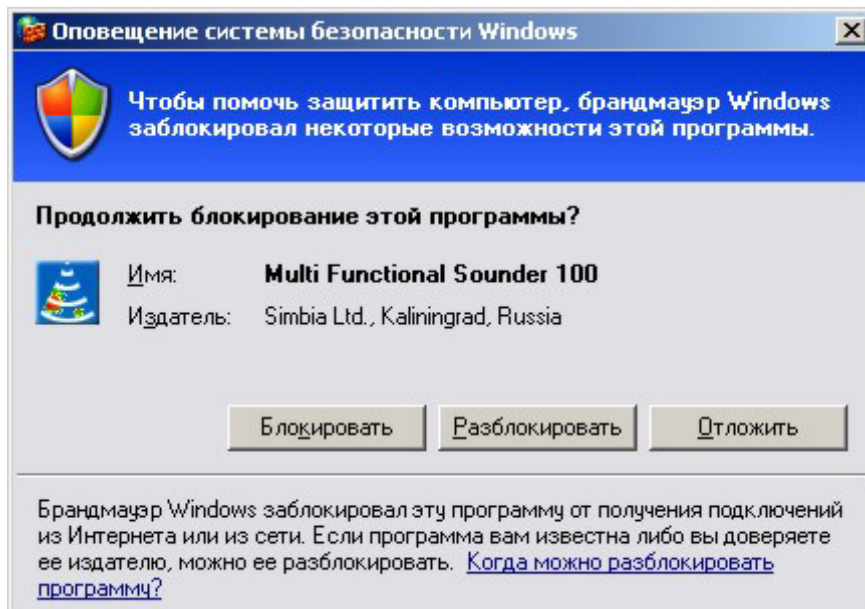 Оповещение системы безопасности Windows
Чтобы помочь защитить компьютер, брандмауэр Windows
заблокировал некоторые возможности этой программы.
Продолжить блокирование этой программы?
Имя: Multi Functional Sounder 100
Издатель: Simbia Ltd., Kaliningrad, Russia
Блокировать Разблокировать Отложить
Брандмауэр Windows заблокировал эту программу от получения подключений
из Интернета или из сети. Если программа вам известна либо вы доверяете
ее издателю, можно ее разблокировать. Когда можно разблокировать
программу?